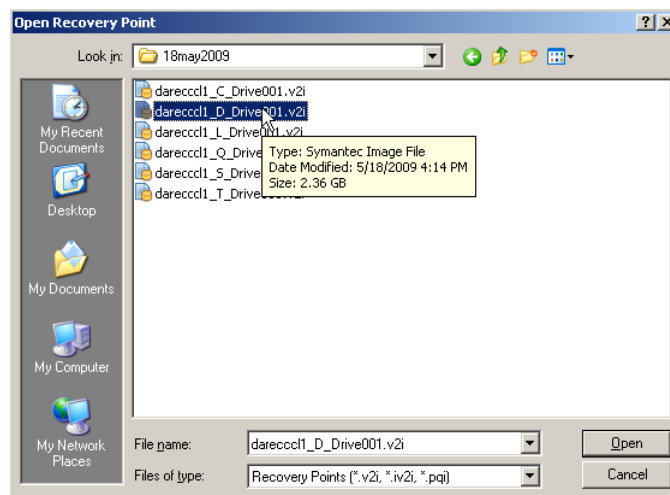 Open Recovery Point
Look in: 18may2009
darecccl1_C_Drive001.v2i
darecccl1_D_Drive001.v2i
darecccl1_L_Drive001.v2i
darecccl1_Q_Drive
darecccl1_S_Drive
darecccl1_T_Drive001.v2i
Type: Symantec Image File
Date Modified: 5/18/2009 4:14 PM
Size: 2.36 GB
My Recent
Documents
Desktop
My Documents
My Computer
My Network
Places
File name: darecccl1_D_Drive001.v2i Open
Files of type: Recovery Points (*.v2i, *.iv2i, *.pqi) Cancel